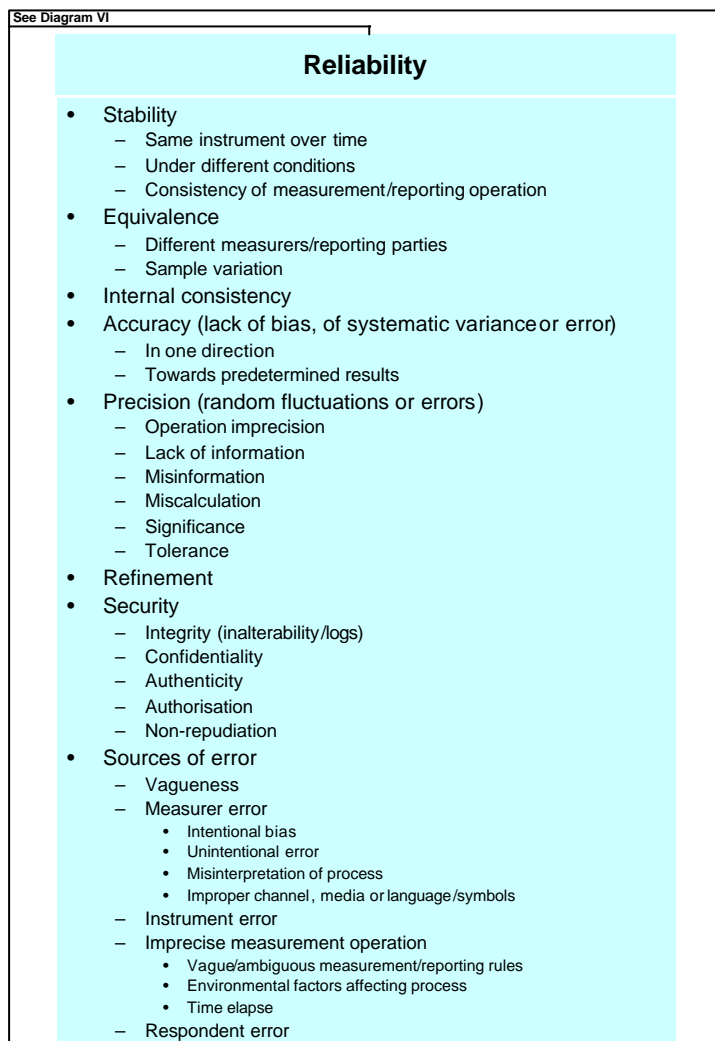 See Diagram VI
Reliability
• Stability
– Same instrument over time
– Under different conditions
– Consistency of measurement/reporting operation
• Equivalence
– Different measurers/reporting parties
– Sample variation
• Internal consistency
• Accuracy (lack of bias, of systematic variance or error)
– In one direction
– Towards predetermined results
• Precision (random fluctuations or errors)
– Operation imprecision
– Lack of information
– Misinformation
– Miscalculation
– Significance
– Tolerance
• Refinement
• Security
– Integrity (inalterability/logs)
– Confidentiality
– Authenticity
– Authorisation
– Non-repudiation
• Sources of error
– Vagueness
– Measurer error
• Intentional bias
• Unintentional error
• Misinterpretation of process
• Improper channel, media or language/symbols
– Instrument error
– Imprecise measurement operation
• Vague/ambiguous measurement/reporting rules
• Environmental factors affecting process
• Time elapse
– Respondent error